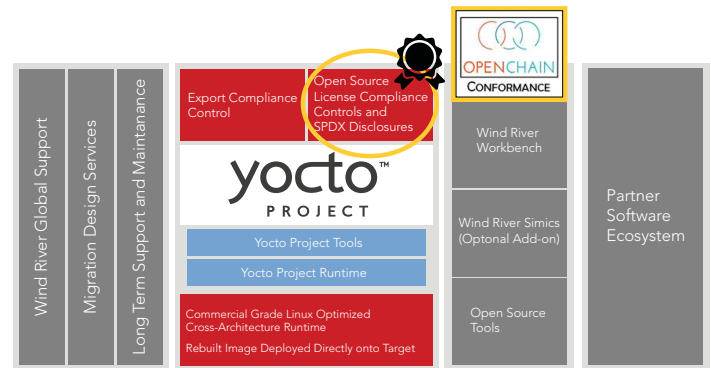 Wind River Global Support
Migration Design Services
Long Term Support and Maintanance
Export Compliance
Control
Open Source
License Compliance
Controls and
SPDX Disclosures
yocto™
PROJECT
Yocto Project Tools
Yocto Project Runtime
Commercial Grade Linux Optimized
Cross-Architecture Runtime
Rebuilt Image Deployed Directly onto Target
OPENCHAIN
CONFORMANCE
Wind River
Workbench
Wind River Simics
(Optonal Add-on)
Open Source
Tools
Partner
Software
Ecosystem